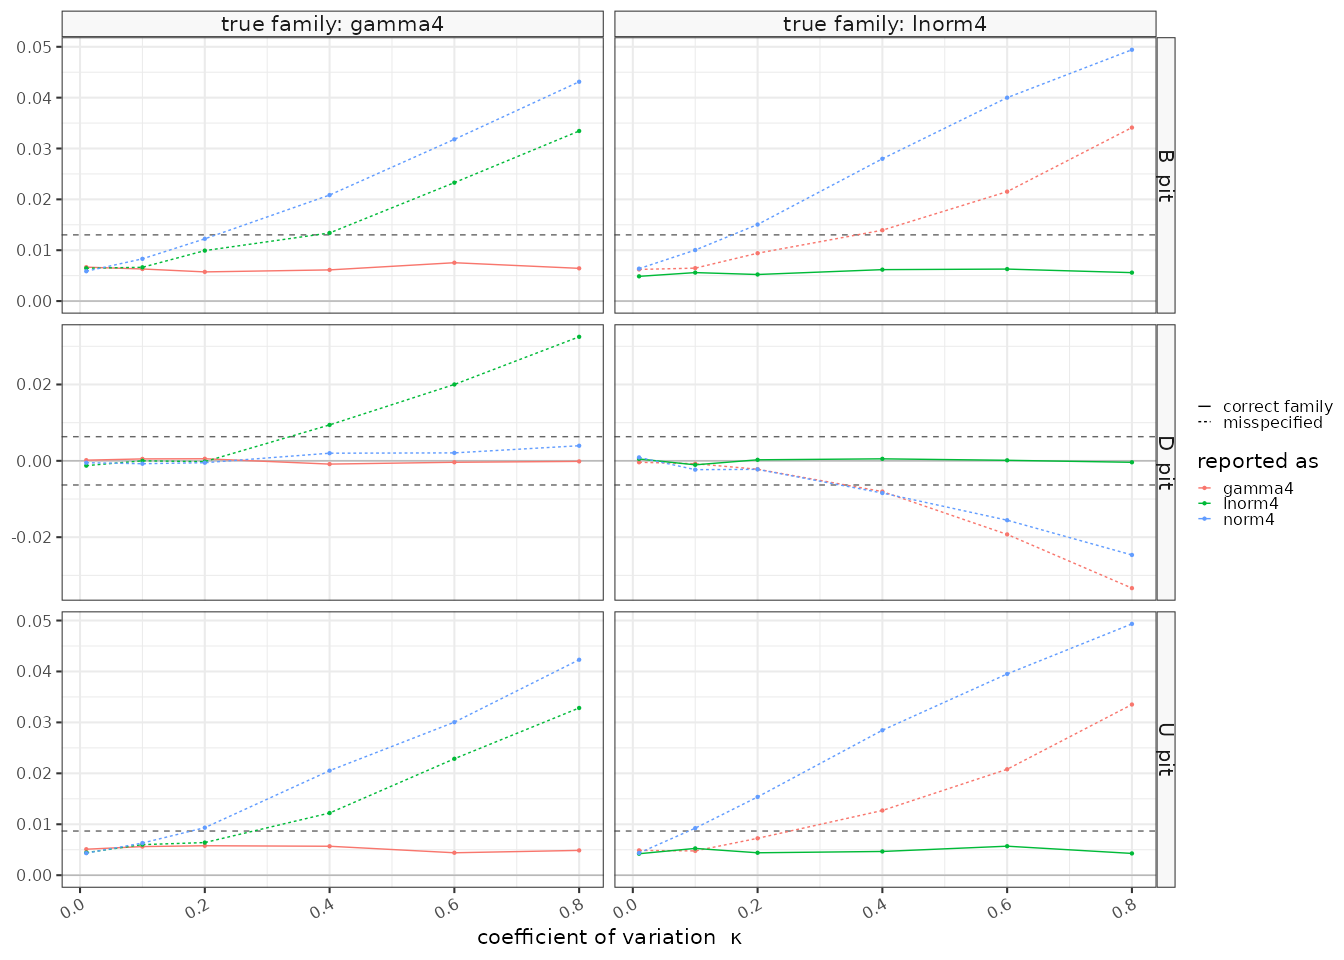 true family: gamma4
true family: lnorm4
0.05
0.04
0.03
0.02
0.01
0.00
B pit
0.02
0.00
-0.02
D pit
0.05
0.04
0.03
0.02
0.01
0.00
U pit
0.0 0.2 0.4 0.6 0.8
0.0 0.2 0.4 0.6 0.8
coefficient of variation κ
correct family
misspecified
reported as
gamma4
lnorm4
norm4